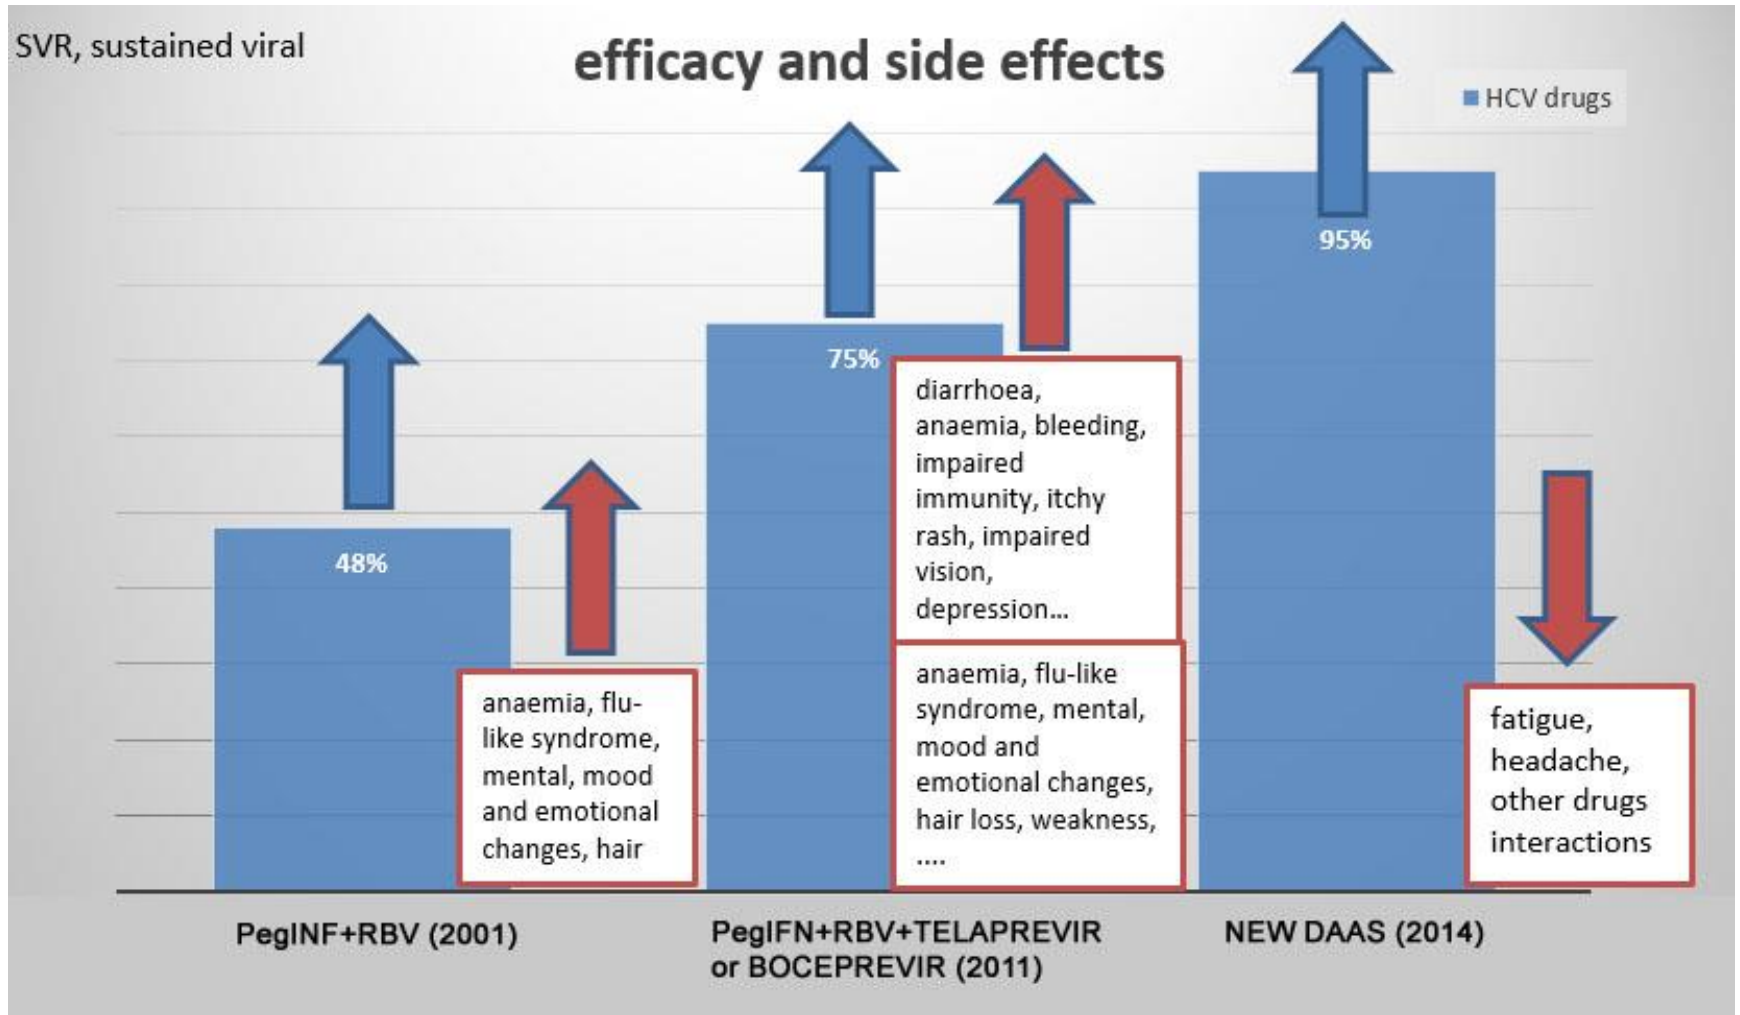 SVR, sustained viral
efficacy and side effects
HCV drugs
48%
anaemia, flu-
like syndrome,
mental, mood
and emotional
changes, hair
75%
diarrhoea,
anaemia, bleeding,
impaired
immunity, itchy
rash, impaired
vision,
depression...
anaemia, flu-like
syndrome, mental,
mood and
emotional changes,
hair loss, weakness,
....
95%
fatigue,
headache,
other drugs
interactions
PegINF+RBV (2001)
PegIFN+RBV+TELAPREVIR
or BOCEPREVIR (2011)
NEW DAAS (2014)